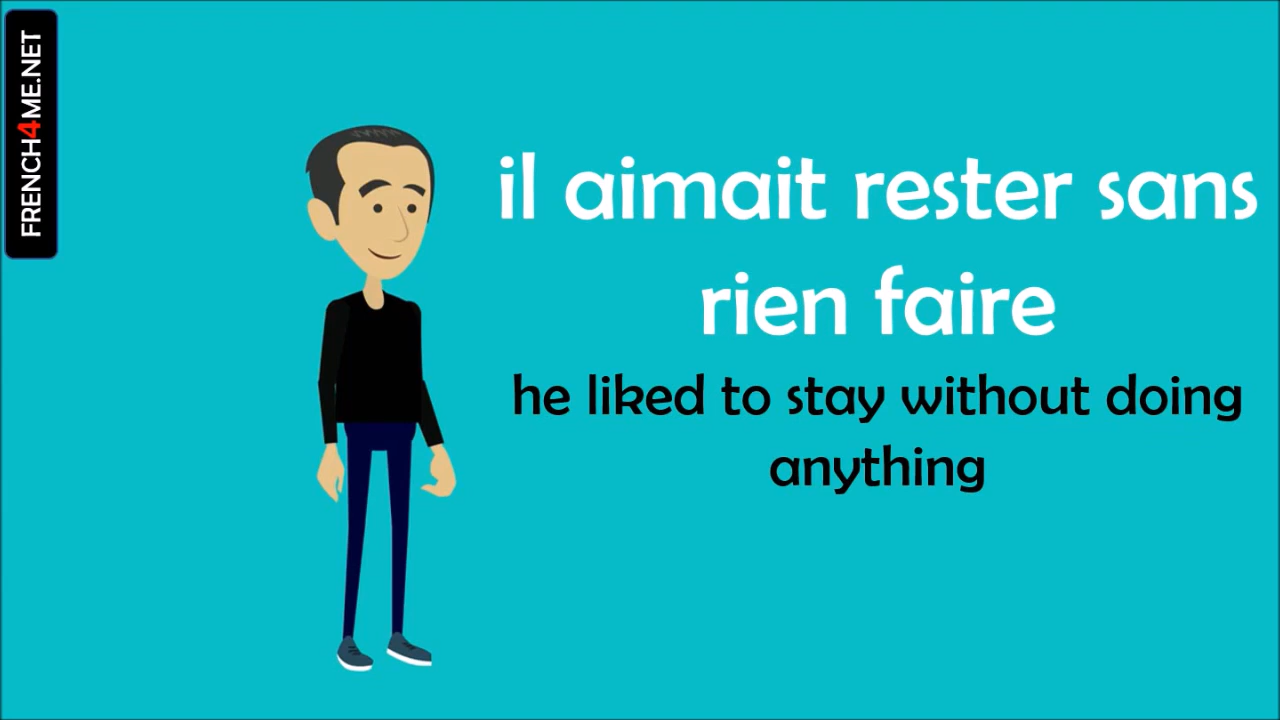 FRENCH4ME.NET
il aimait rester sans
rien faire
he liked to stay without doing
anything